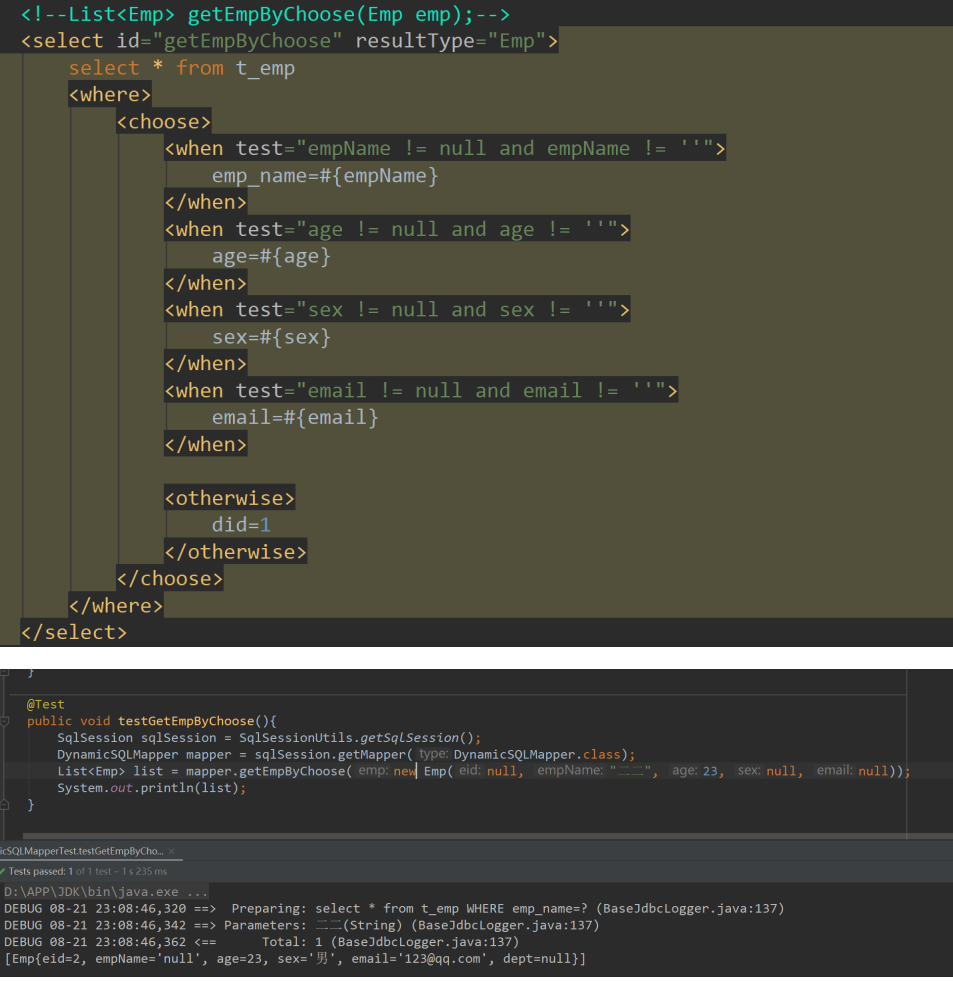 <!--List<Emp> getEmpByChoose(Emp emp);-->
<select id="getEmpByChoose" resultType="Emp">
select * from t_emp
<where>
<choose>
<when test="empName != null and empName != ''">
emp_name=#{empName}
</when>
<when test="age != null and age != ''">
age=#{age}
</when>
<when test="sex != null and sex != ''">
sex=#{sex}
</when>
<when test="email != null and email != ''">
email=#{email}
</when>
<otherwise>
did=1
</otherwise>
</choose>
</where>
</select>
}
@Test
public void testGetEmpByChoose(){
SqlSession sqlSession = SqlSessionUtils.getSqlSession();
DynamicSQLMapper mapper = sqlSession.getMapper( type: DynamicSQLMapper.class);
List<Emp> list = mapper.getEmpByChoose( emp: new Emp( eid: null, empName: "二二", age: 23, sex: null, email: null));
System.out.println(list);
}
icSQLMapperTest.testGetEmpByCho... ×
Tests passed: 1 of 1 test – 1 s 235 ms
D:\APP\JDK\bin\java.exe ...
DEBUG 08-21 23:08:46,320 ==>  Preparing: select * from t_emp WHERE emp_name=? (BaseJdbcLogger.java:137)
DEBUG 08-21 23:08:46,342 ==> Parameters: 二二(String) (BaseJdbcLogger.java:137)
DEBUG 08-21 23:08:46,362 <==      Total: 1 (BaseJdbcLogger.java:137)
[Emp{eid=2, empName='null', age=23, sex='男', email='123@qq.com', dept=null}]